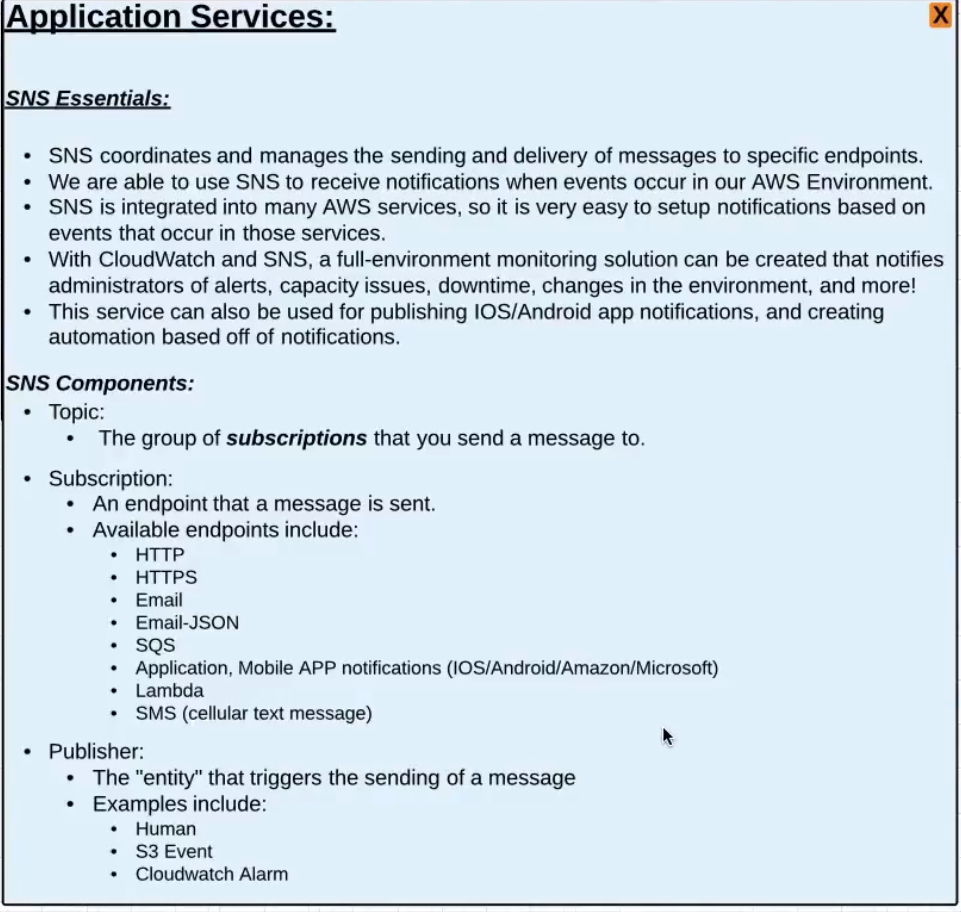 Application Services:
X
SNS Essentials:
• SNS coordinates and manages the sending and delivery of messages to specific endpoints.
• We are able to use SNS to receive notifications when events occur in our AWS Environment.
• SNS is integrated into many AWS services, so it is very easy to setup notifications based on
events that occur in those services.
• With CloudWatch and SNS, a full-environment monitoring solution can be created that notifies
administrators of alerts, capacity issues, downtime, changes in the environment, and more!
• This service can also be used for publishing IOS/Android app notifications, and creating
automation based off of notifications.
SNS Components:
• Topic:
• The group of subscriptions that you send a message to.
• Subscription:
• An endpoint that a message is sent.
• Available endpoints include:
• HTTP
• HTTPS
• Email
• Email-JSON
• SQS
• Application, Mobile APP notifications (IOS/Android/Amazon/Microsoft)
• Lambda
• SMS (cellular text message)
• Publisher:
• The "entity" that triggers the sending of a message
• Examples include:
• Human
• S3 Event
• Cloudwatch Alarm